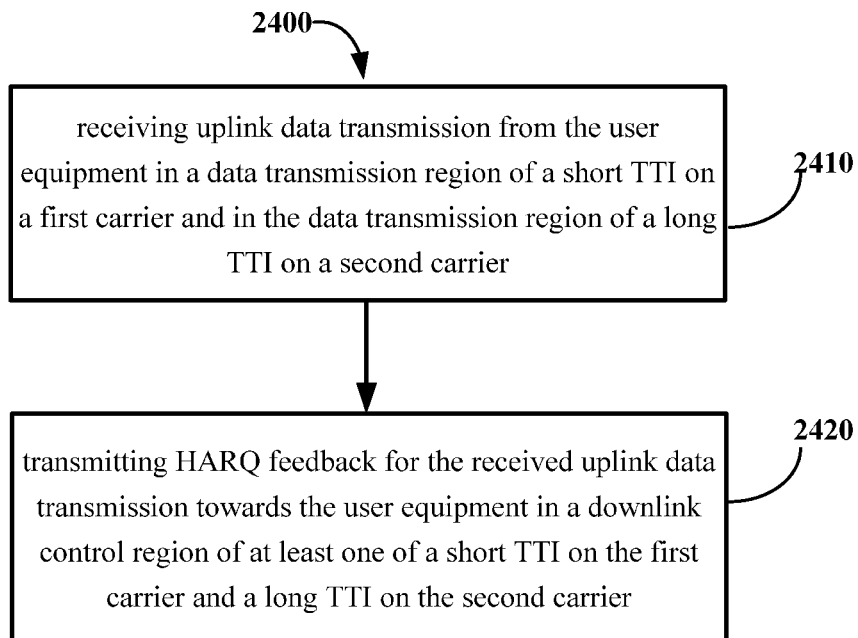 2400
receiving uplink data transmission from the user
equipment in a data transmission region of a short TTI on
a first carrier and in the data transmission region of a long
TTI on a second carrier
2410
transmitting HARQ feedback for the received uplink data
transmission towards the user equipment in a downlink
control region of at least one of a short TTI on the first
carrier and a long TTI on the second carrier
2420